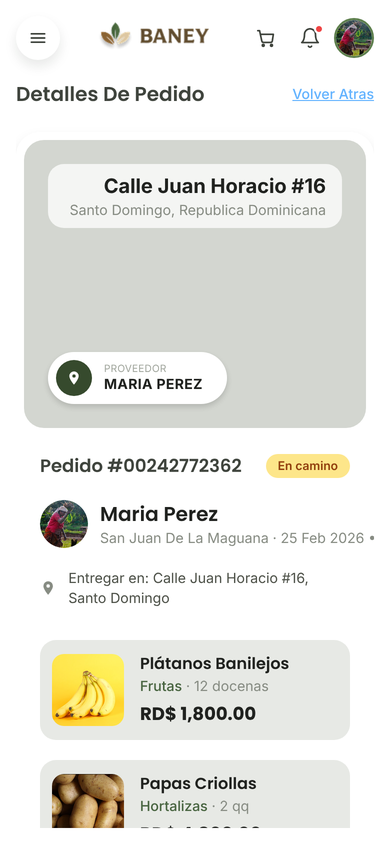 BANEY
Detalles De Pedido
Volver Atras
Calle Juan Horacio #16
Santo Domingo, Republica Dominicana
PROVEEDOR
MARIA PEREZ
Pedido #00242772362
En camino
Maria Perez
San Juan De La Maguana · 25 Feb 2026 •
Entregar en: Calle Juan Horacio #16,
Santo Domingo
Plátanos Banilejos
Frutas · 12 docenas
RD$ 1,800.00
Papas Criollas
Hortalizas · 2 qq